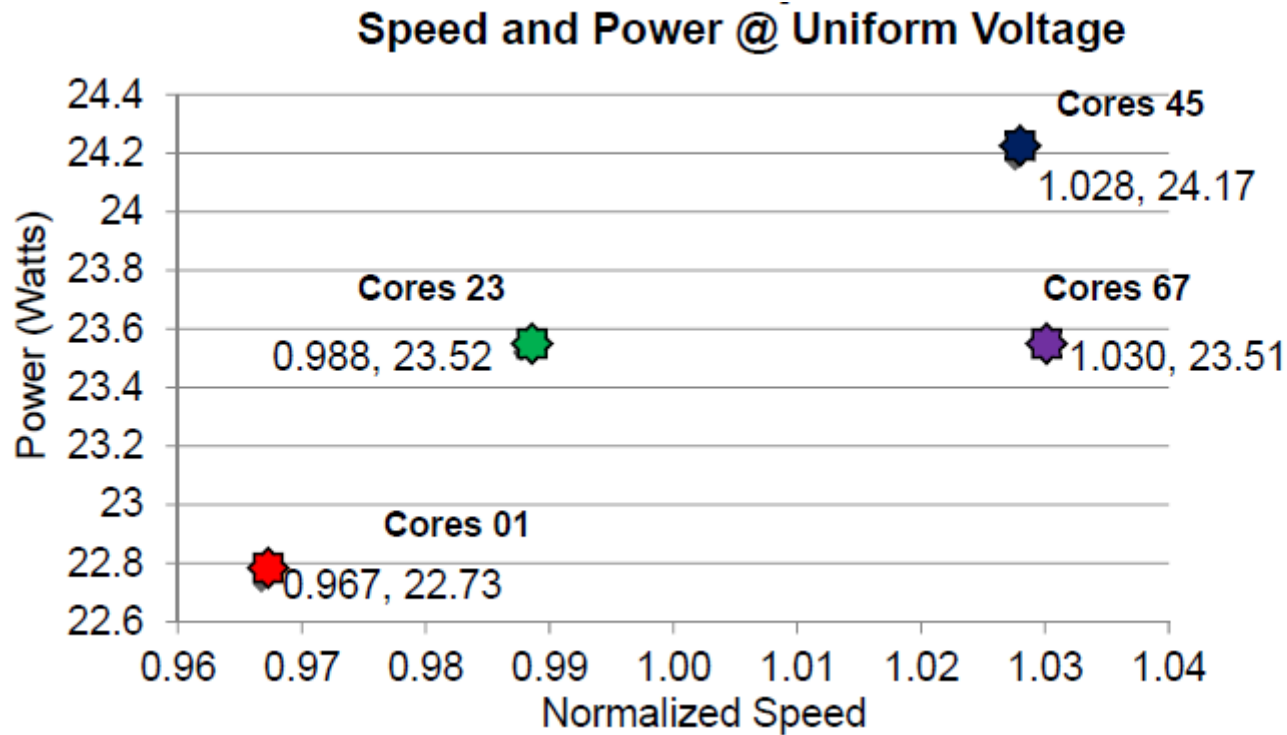 Speed and Power @ Uniform Voltage
24.4
24.2
24
23.8
23.6
23.4
23.2
23
22.8
22.6
Power (Watts)
Cores 45
1.028, 24.17
Cores 23
0.988, 23.52
Cores 67
1.030, 23.51
Cores 01
0.967, 22.73
0.96 0.97 0.98 0.99 1.00 1.01 1.02 1.03 1.04
Normalized Speed